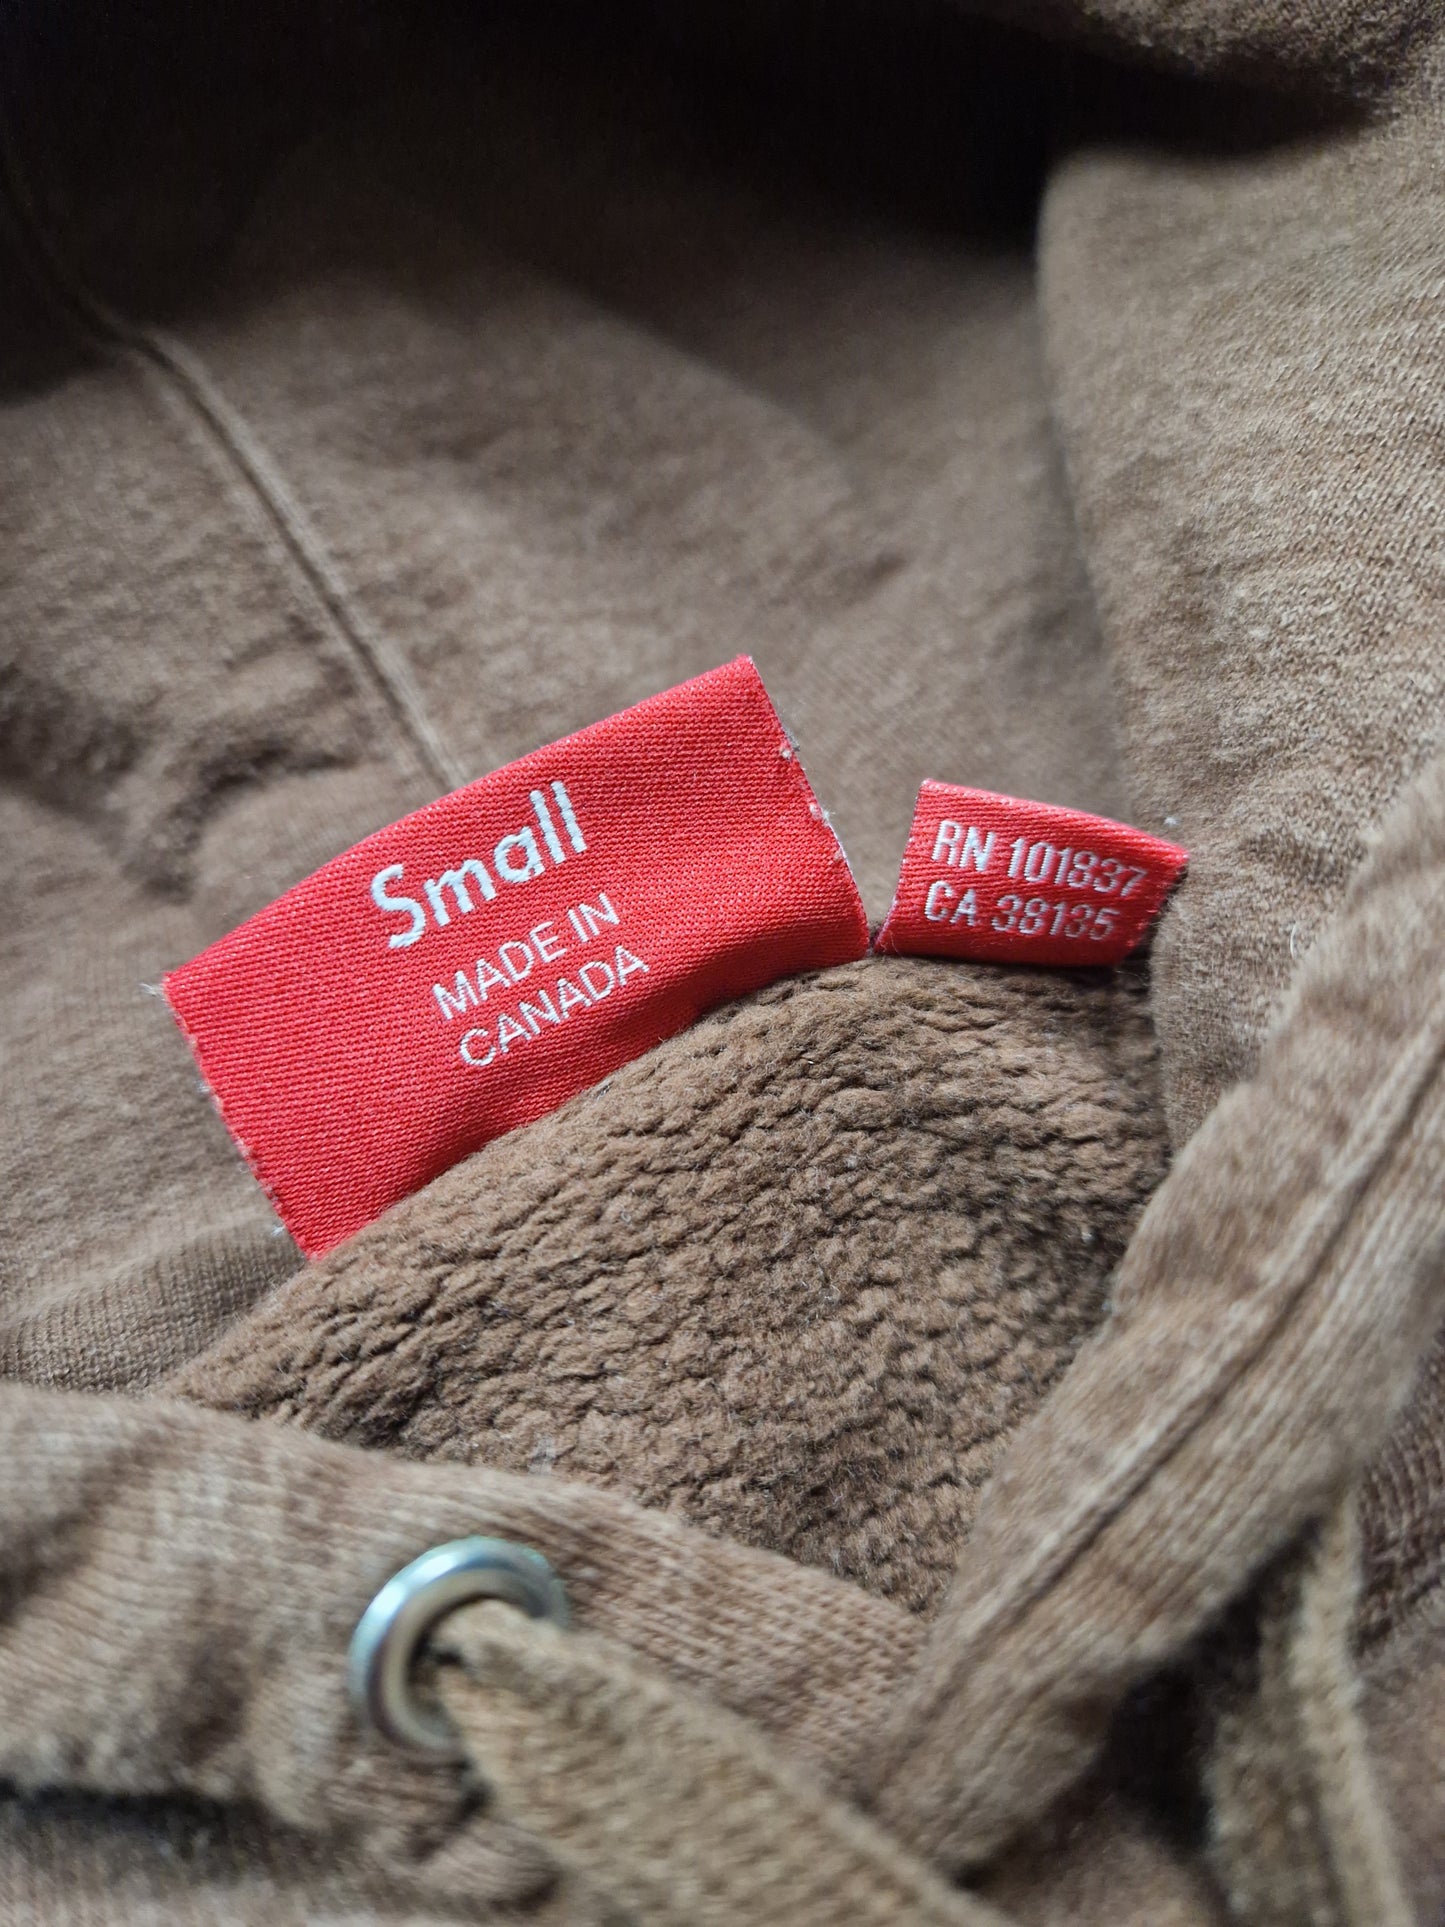 Small
MADE IN
CANADA
RN 101837
CA 38135